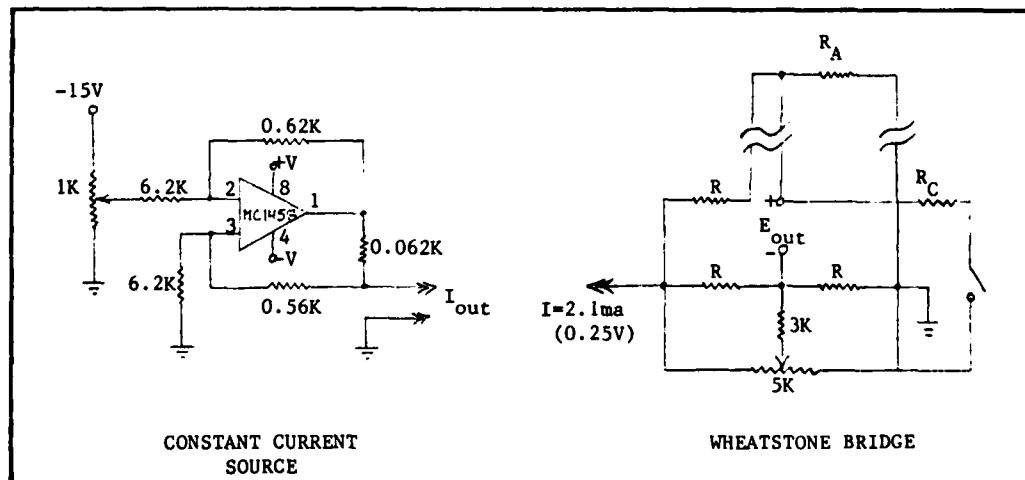 -15V
0.62K
+V
1K
6.2K
2
8
1
MC1458
3
4
-V
0.062K
6.2K
0.56K
I out
CONSTANT CURRENT
SOURCE
R A
R
+
R C
E out
-
R
R
I=2.1ma
(0.25V)
3K
5K
WHEATSTONE BRIDGE